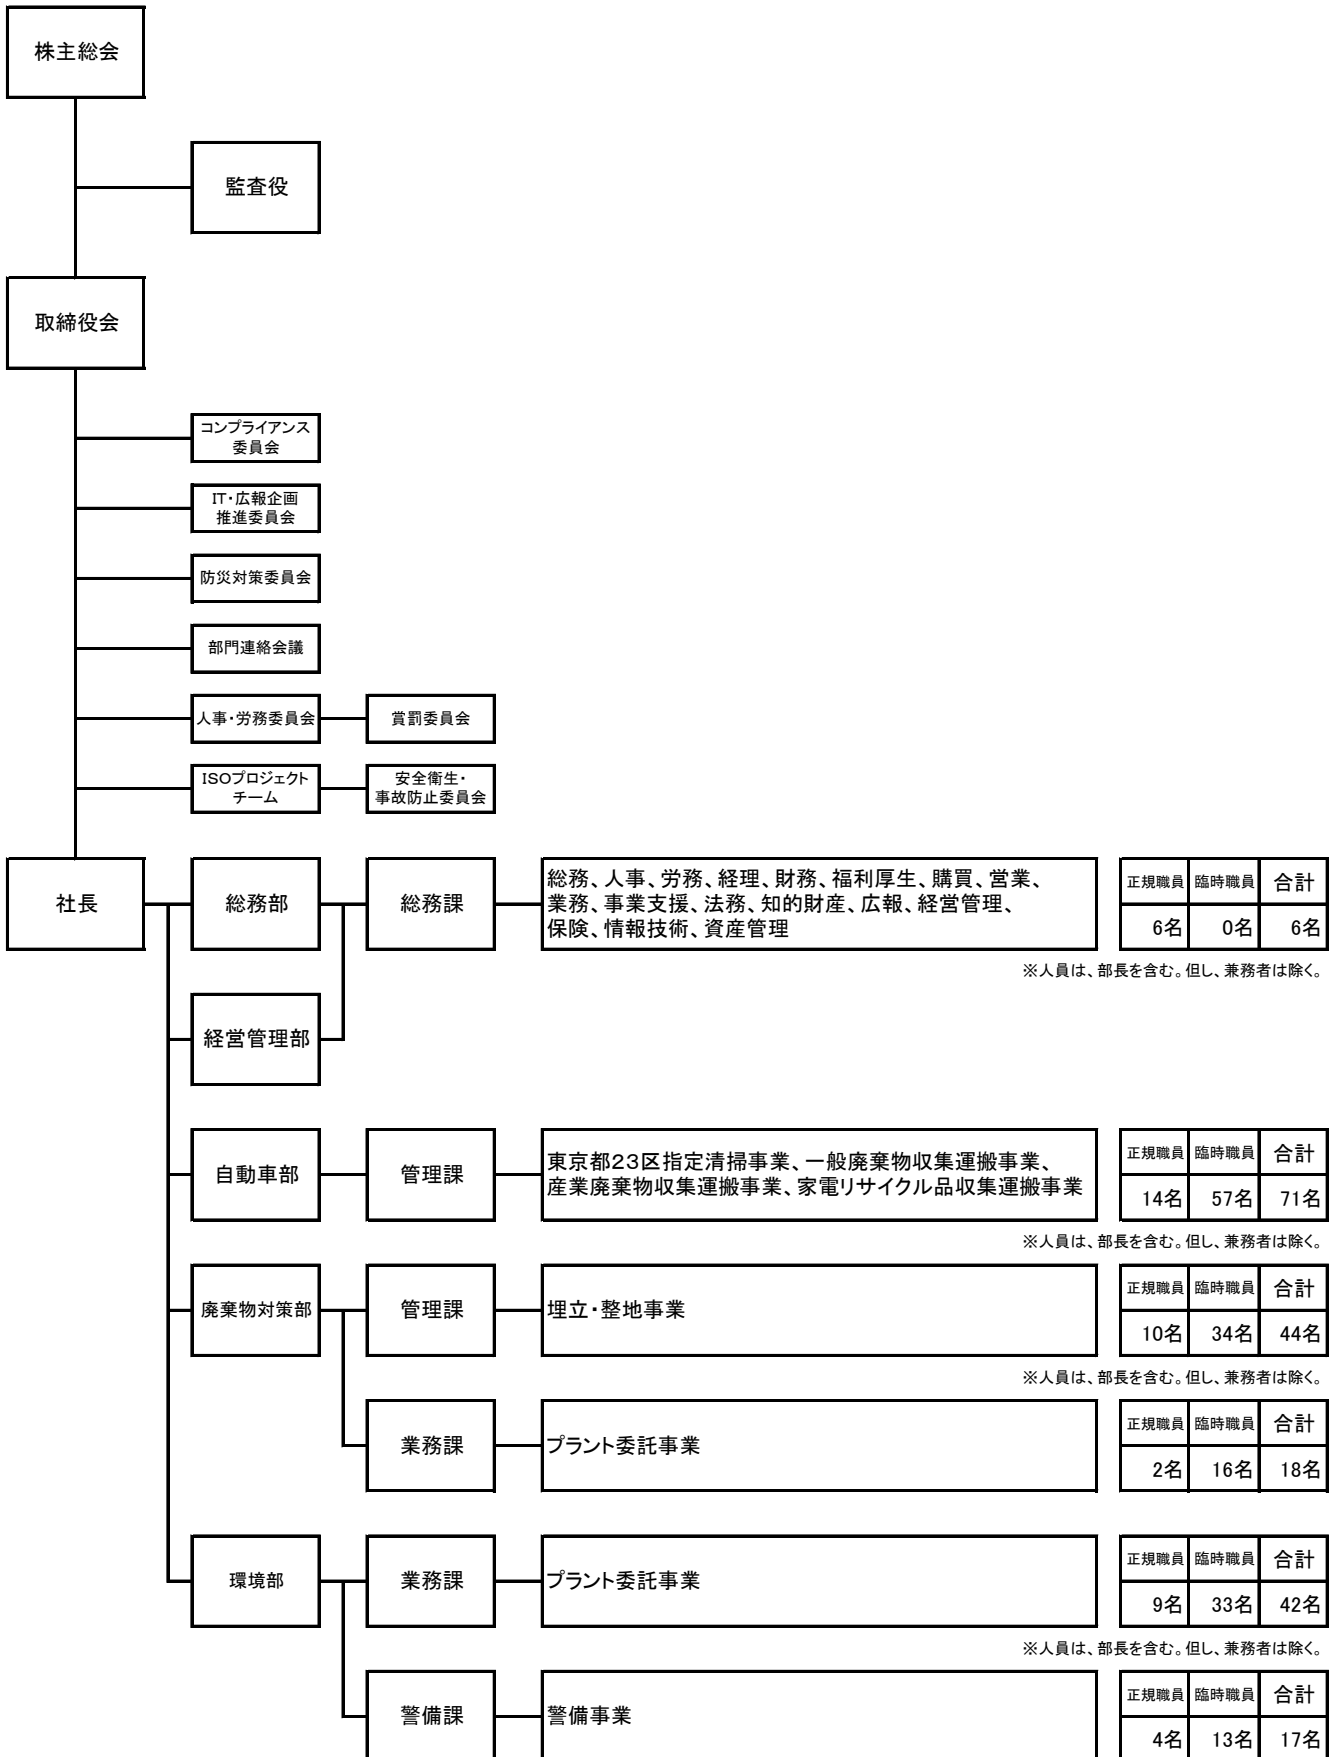 株主総会
監査役
取締役会
コンプライアンス
委員会
IT・広報企画
推進委員会
防災対策委員会
部門連絡会議
人事・労務委員会
賞罰委員会
ISOプロジェクト
チーム
安全衛生・
事故防止委員会
社長
総務部
総務課
総務、人事、労務、経理、財務、福利厚生、購買、営業、
業務、事業支援、法務、知的財産、広報、経営管理、
保険、情報技術、資産管理
正規職員 臨時職員 合計
6名 0名 6名
※人員は、部長を含む。但し、兼務者は除く。
経営管理部
自動車部
管理課
東京都23区指定清掃事業、一般廃棄物収集運搬事業、
産業廃棄物収集運搬事業、家電リサイクル品収集運搬事業
正規職員 臨時職員 合計
14名 57名 71名
※人員は、部長を含む。但し、兼務者は除く。
廃棄物対策部
管理課
埋立・整地事業
正規職員 臨時職員 合計
10名 34名 44名
※人員は、部長を含む。但し、兼務者は除く。
業務課
プラント委託事業
正規職員 臨時職員 合計
2名 16名 18名
環境部
業務課
プラント委託事業
正規職員 臨時職員 合計
9名 33名 42名
※人員は、部長を含む。但し、兼務者は除く。
警備課
警備事業
正規職員 臨時職員 合計
4名 13名 17名